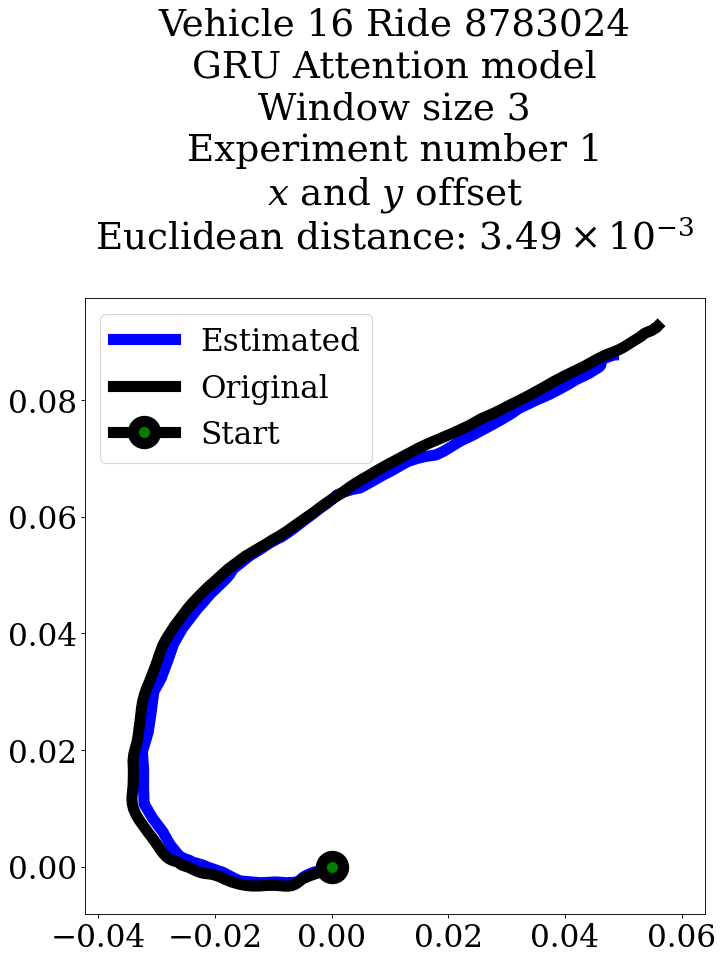 Vehicle 16 Ride 8783024
GRU Attention model
Window size 3
Experiment number 1
x and y offset
Euclidean distance: 3.49 × 10⁻³
Estimated
Original
Start
0.08
0.06
0.04
0.02
0.00
−0.04 −0.02 0.00 0.02 0.04 0.06